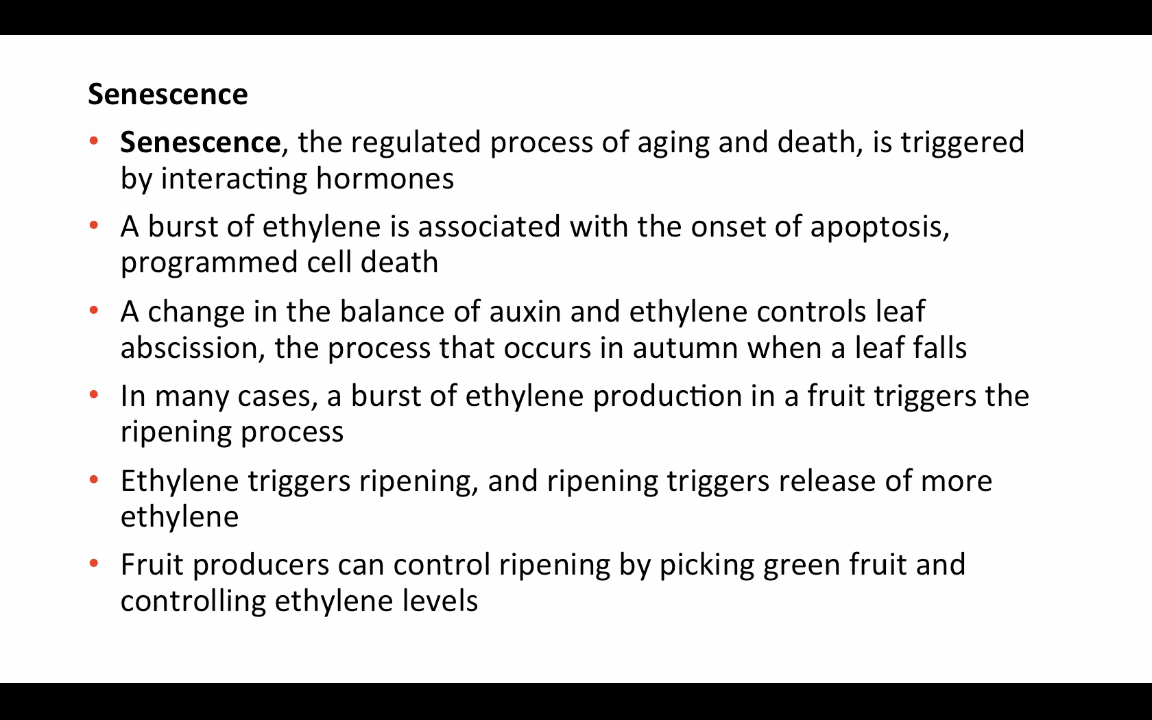 Senescence
• Senescence, the regulated process of aging and death, is triggered
by interacting hormones
• A burst of ethylene is associated with the onset of apoptosis,
programmed cell death
• A change in the balance of auxin and ethylene controls leaf
abscission, the process that occurs in autumn when a leaf falls
• In many cases, a burst of ethylene production in a fruit triggers the
ripening process
• Ethylene triggers ripening, and ripening triggers release of more
ethylene
• Fruit producers can control ripening by picking green fruit and
controlling ethylene levels